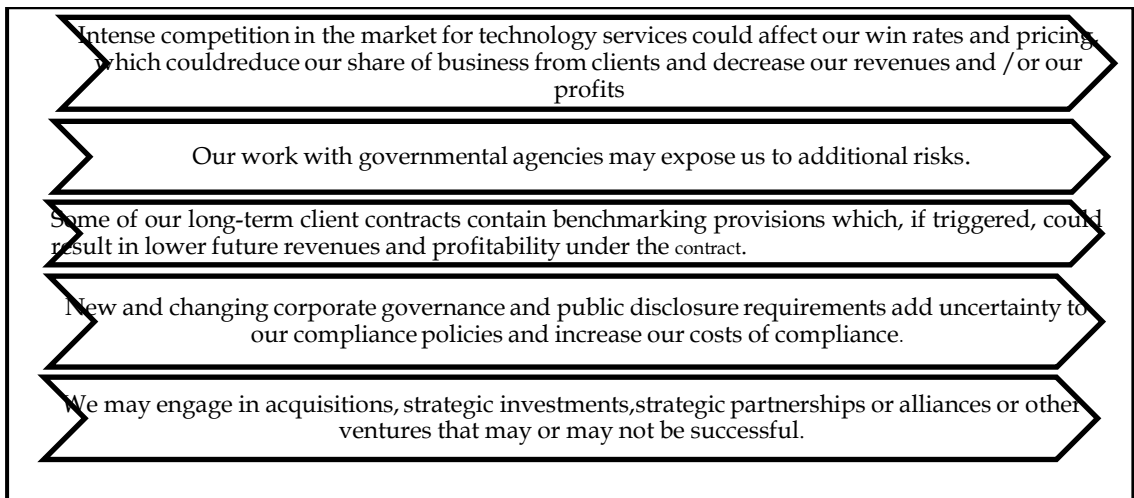 Intense competition in the market for technology services could affect our win rates and pricing,
which couldreduce our share of business from clients and decrease our revenues and /or our
profits
Our work with governmental agencies may expose us to additional risks.
Some of our long-term client contracts contain benchmarking provisions which, if triggered, could
result in lower future revenues and profitability under the contract.
New and changing corporate governance and public disclosure requirements add uncertainty to
our compliance policies and increase our costs of compliance.
We may engage in acquisitions, strategic investments,strategic partnerships or alliances or other
ventures that may or may not be successful.